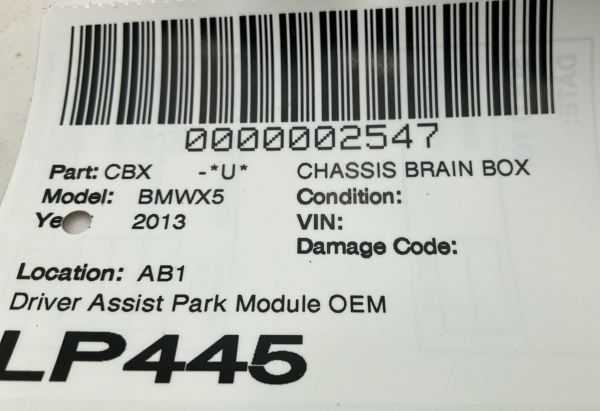 0000002547
Part: CBX -*U* CHASSIS BRAIN BOX
Model: BMWX5 Condition:
Ye 2013 VIN:
Damage Code:
Location: AB1
Driver Assist Park Module OEM
LP445